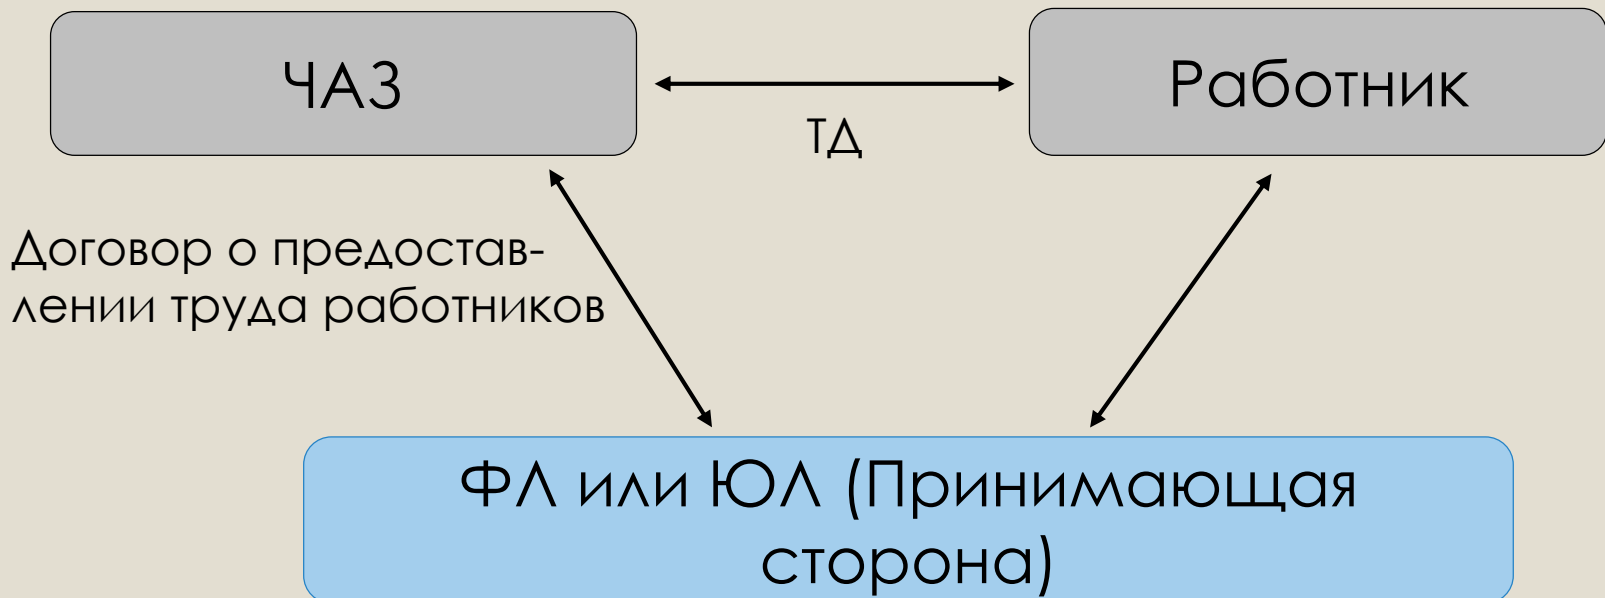 ЧАЗ
Работник
ТД
Договор о предостав-
лении труда работников
ФЛ или ЮЛ (Принимающая
сторона)